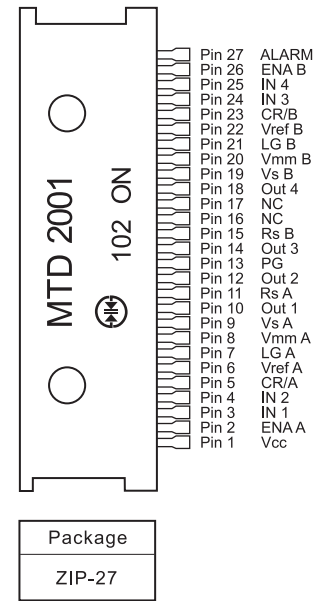 MTD 2001
102 ON
Pin 27 ALARM
Pin 26 ENA B
Pin 25 IN 4
Pin 24 IN 3
Pin 23 CR/B
Pin 22 Vref B
Pin 21 LG B
Pin 20 Vmm B
Pin 19 Vs B
Pin 18 Out 4
Pin 17 NC
Pin 16 NC
Pin 15 Rs B
Pin 14 Out 3
Pin 13 PG
Pin 12 Out 2
Pin 11 Rs A
Pin 10 Out 1
Pin 9 Vs A
Pin 8 Vmm A
Pin 7 LG A
Pin 6 Vref A
Pin 5 CR/A
Pin 4 IN 2
Pin 3 IN 1
Pin 2 ENA A
Pin 1 Vcc
Package
ZIP-27